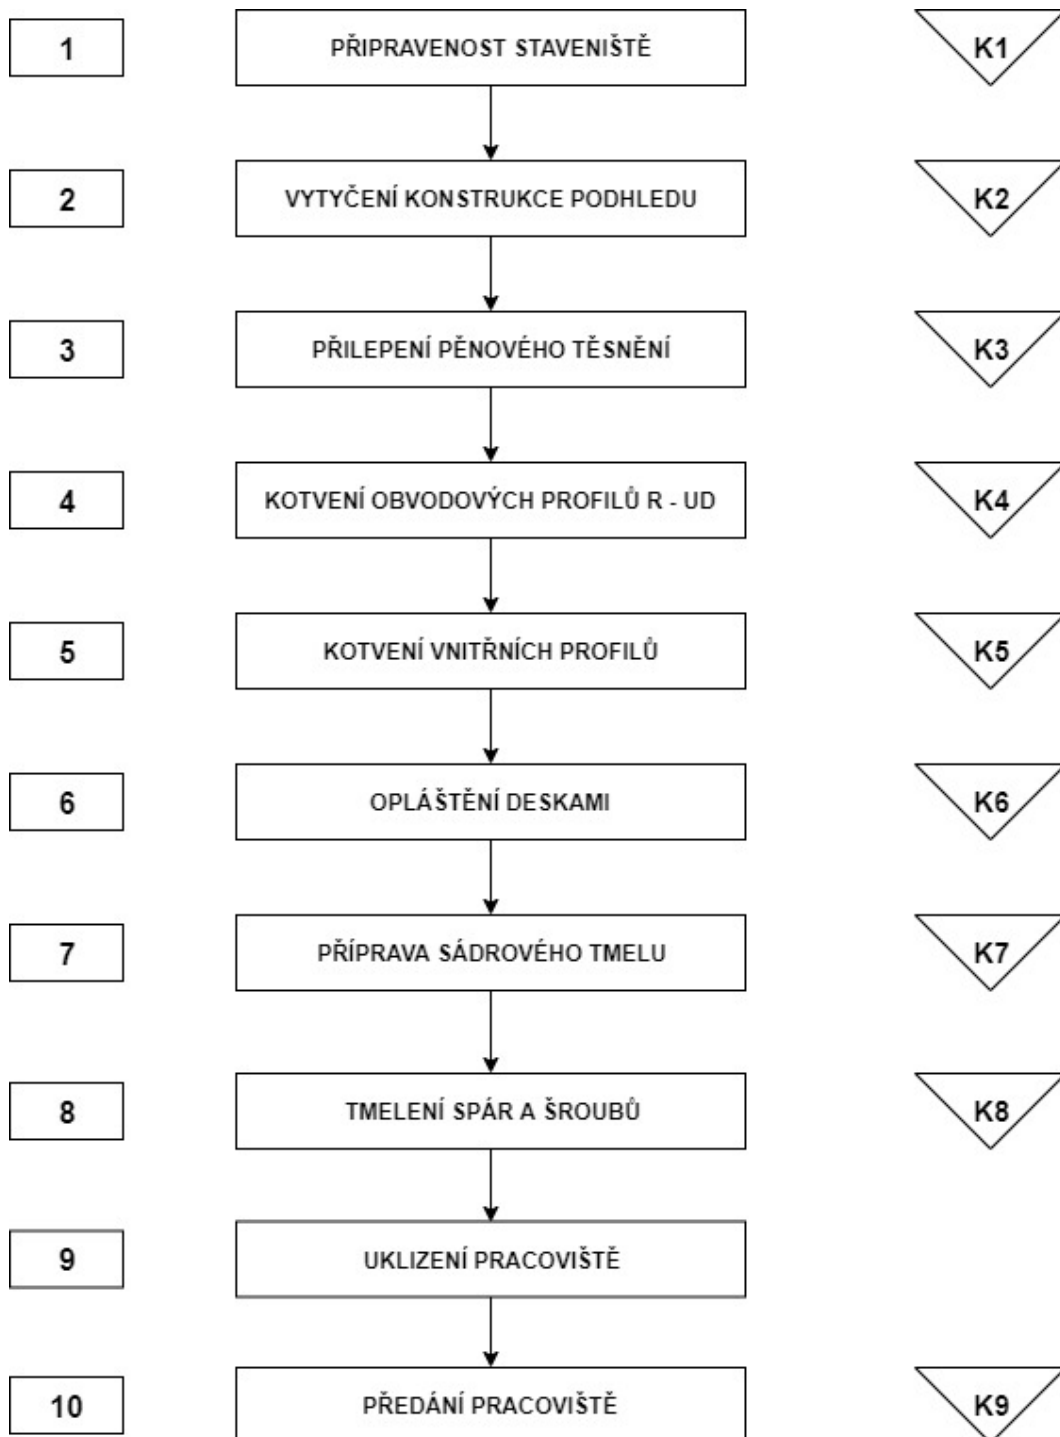 1 PŘIPRAVENOST STAVENIŠTĚ K1
2 VYTYČENÍ KONSTRUKCE PODHLEDU K2
3 PŘILEPENÍ PĚNOVÉHO TĚSNĚNÍ K3
4 KOTVENÍ OBVODOVÝCH PROFILŮ R - UD K4
5 KOTVENÍ VNITŘNÍCH PROFILŮ K5
6 OPLÁŠTĚNÍ DESKAMI K6
7 PŘÍPRAVA SÁDROVÉHO TMELU K7
8 TMELENÍ SPÁR A ŠROUBŮ K8
9 UKLIZENÍ PRACOVIŠTĚ
10 PŘEDÁNÍ PRACOVIŠTĚ K9